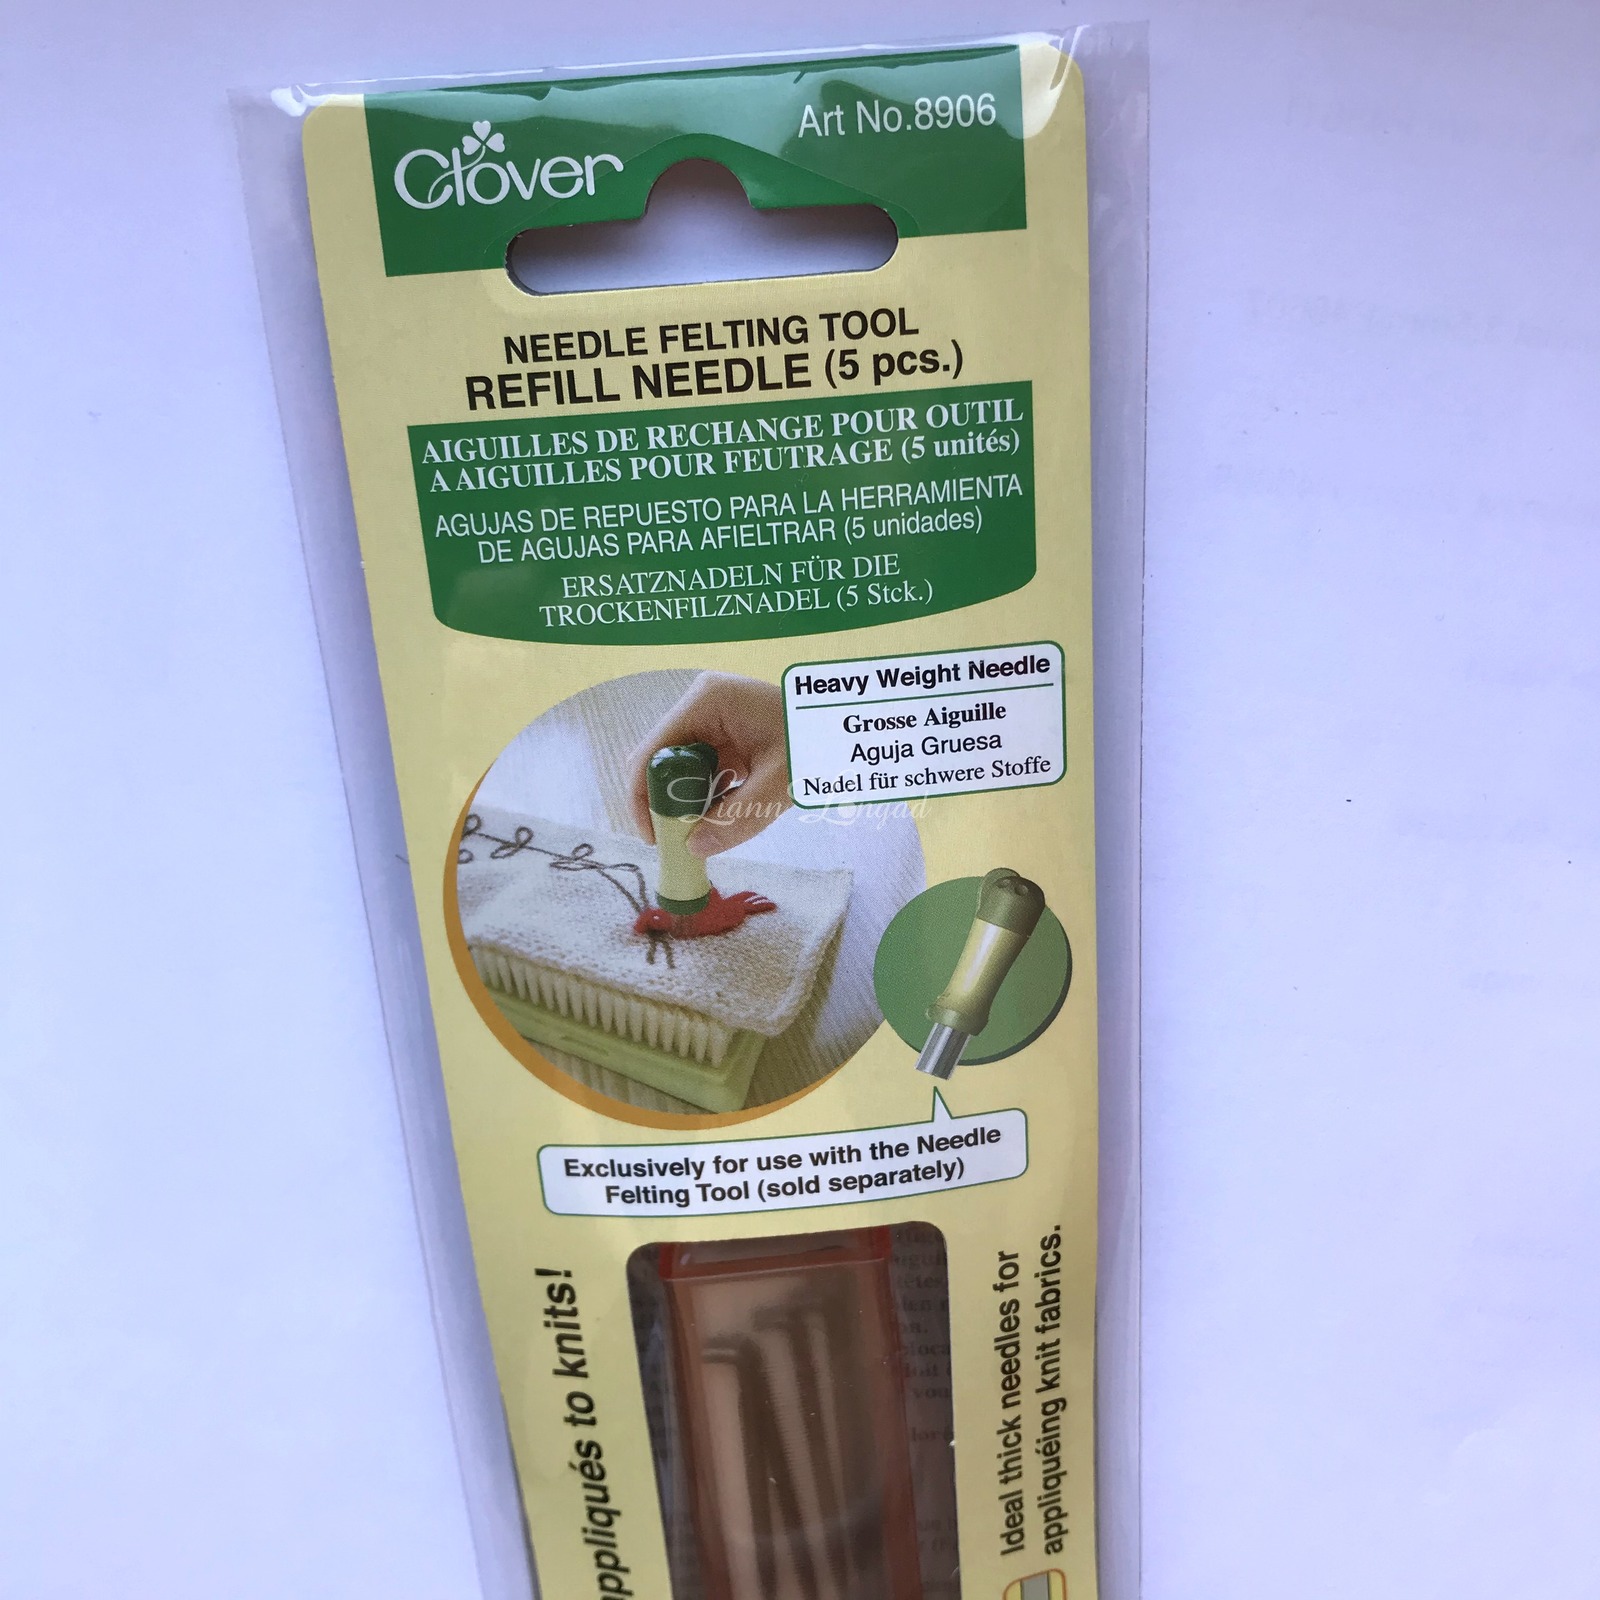 Clover
Art No.8906
NEEDLE FELTING TOOL
REFILL NEEDLE (5 pcs.)
AIGUILLES DE RECHANGE POUR OUTIL
A AIGUILLES POUR FEUTRAGE (5 unités)
AGUJAS DE REPUESTO PARA LA HERRAMIENTA
DE AGUJAS PARA AFIELTRAR (5 unidades)
ERSATZNADELN FÜR DIE
TROCKENFILZNADEL (5 Stck.)
Heavy Weight Needle
Grosse Aiguille
Aguja Gruesa
Nadel für schwere Stoffe
Liann Longad
Exclusively for use with the Needle
Felting Tool (sold separately)
appliqués to knits!
Ideal thick needles for
appliquéing knit fabrics.